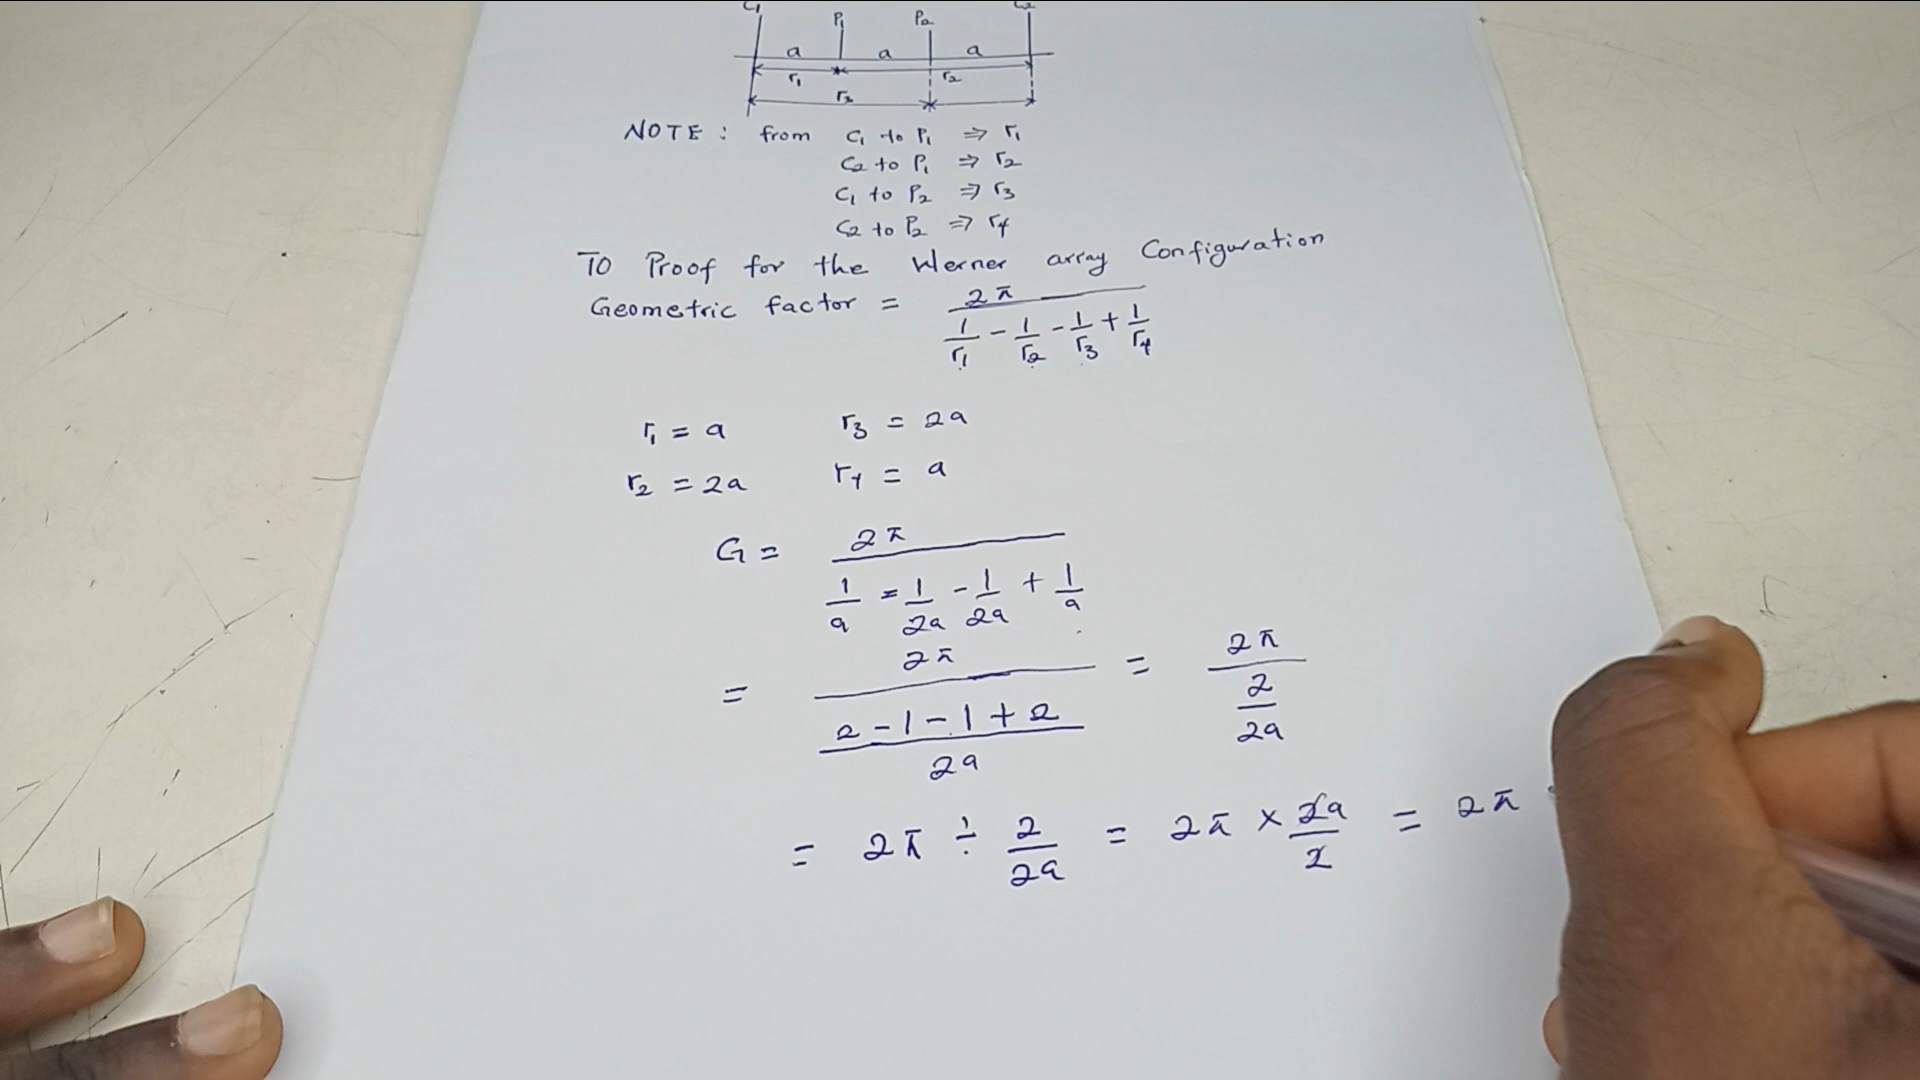 C₁ P₁ P₂ C₂
a a a
r₁ r₂
r₃
NOTE : from C₁ to P₁ ⇒ r₁
C₂ to P₁ ⇒ r₂
C₁ to P₂ ⇒ r₃
C₂ to P₂ ⇒ r₄
TO Proof for the Werner array Configuration
Geometric factor = 2π / (1/r₁ - 1/r₂ - 1/r₃ + 1/r₄)
r₁ = a r₃ = 2a
r₂ = 2a r₄ = a
G = 2π / (1/a - 1/2a - 1/2a + 1/a)
= 2π / ((2-1-1+2)/2a) = 2π / (2/2a)
= 2π ÷ 2/2a = 2π × 2a/2 = 2π